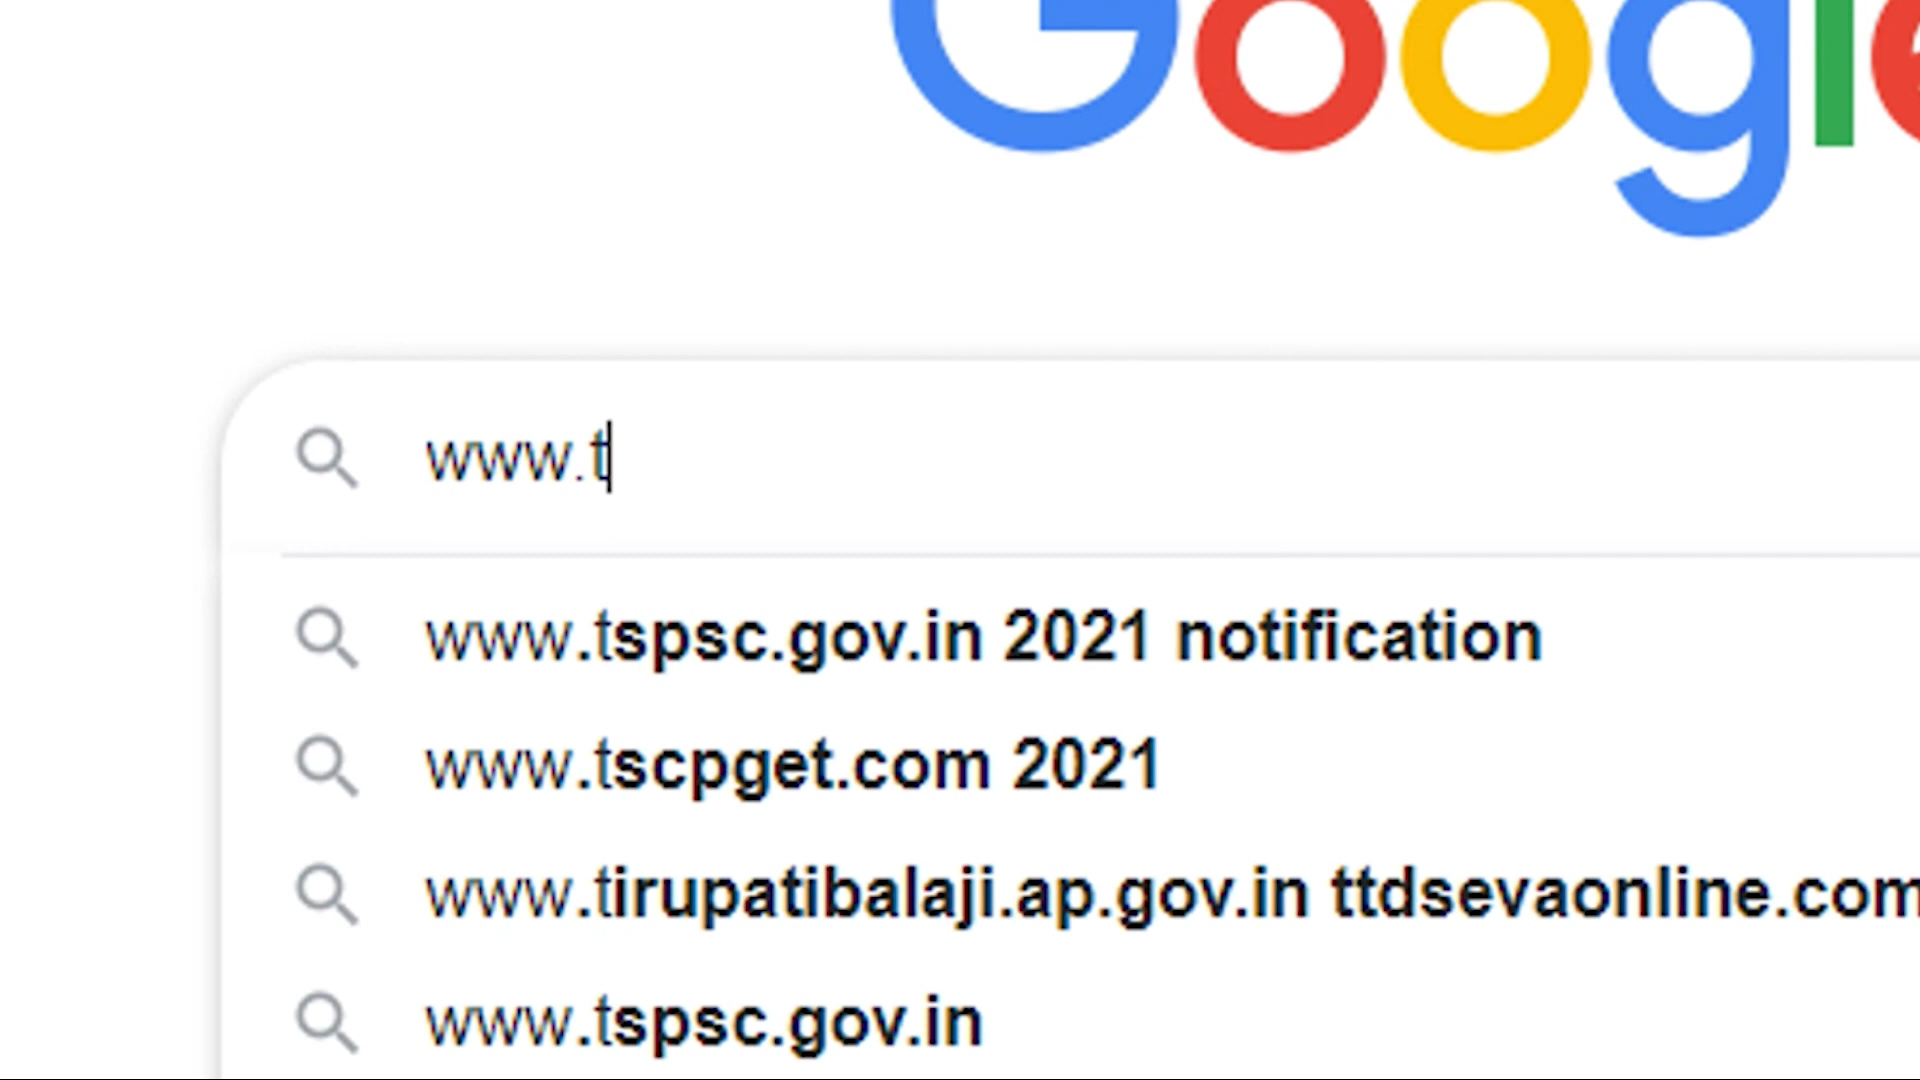 Google
www.t
www.tspsc.gov.in 2021 notification
www.tscpget.com 2021
www.tirupatibalaji.ap.gov.in ttdsevaonline.com
www.tspsc.gov.in